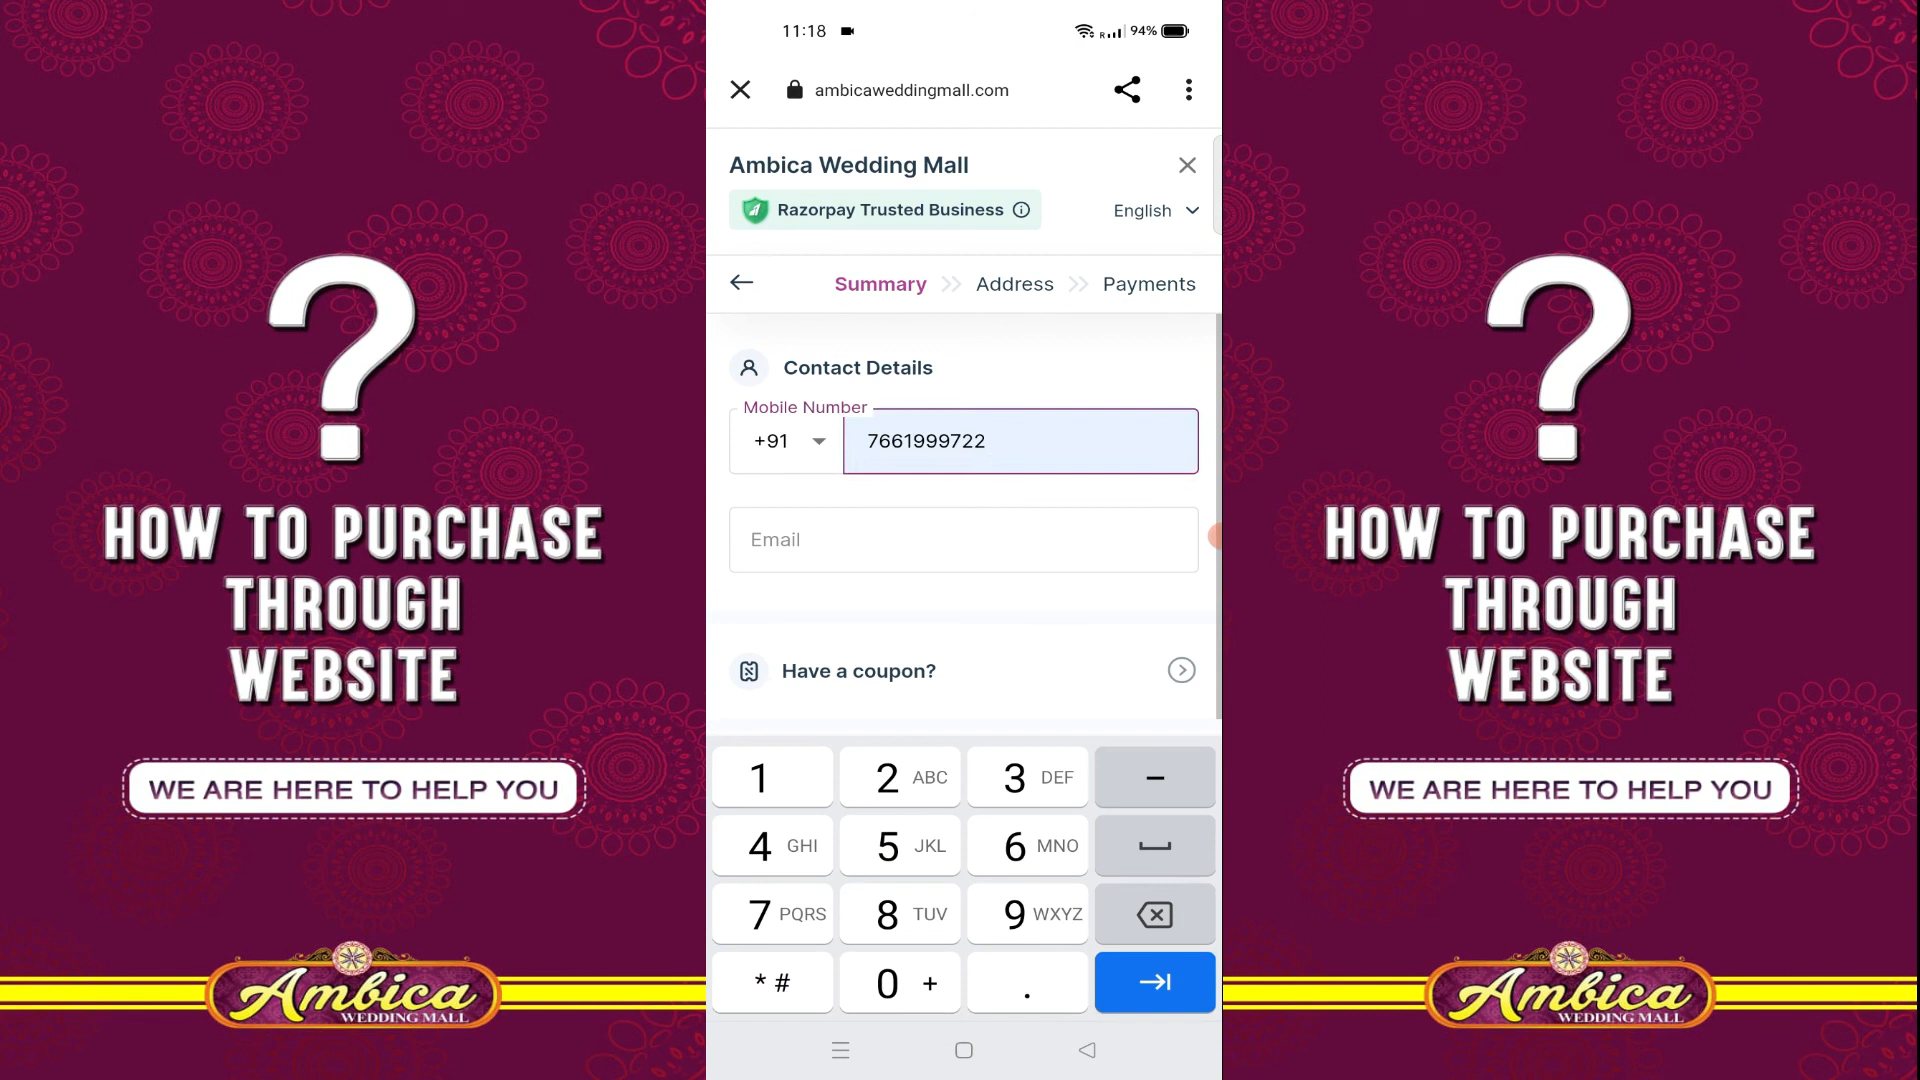 ?
HOW TO PURCHASE
THROUGH
WEBSITE
WE ARE HERE TO HELP YOU
Ambica
WEDDING MALL
11:18
R
94%
ambicaweddingmall.com
Ambica Wedding Mall
Razorpay Trusted Business
English
Summary
Address
Payments
Contact Details
Mobile Number
+91
7661999722
Email
Have a coupon?
1 2 ABC 3 DEF -
4 GHI 5 JKL 6 MNO
7 PQRS 8 TUV 9 WXYZ
* # 0 + .
?
HOW TO PURCHASE
THROUGH
WEBSITE
WE ARE HERE TO HELP YOU
Ambica
WEDDING MALL